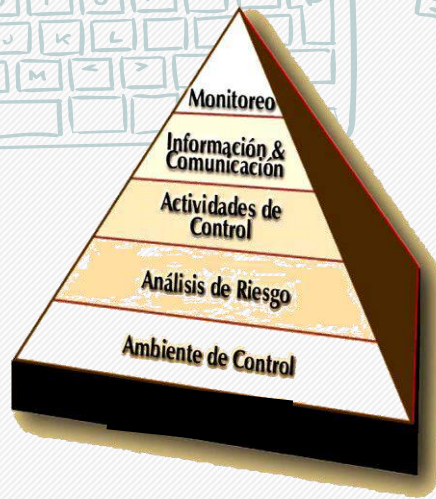 J K L
M < >
Monitoreo
Información &
Comunicación
Actividades de
Control
Análisis de Riesgo
Ambiente de Control